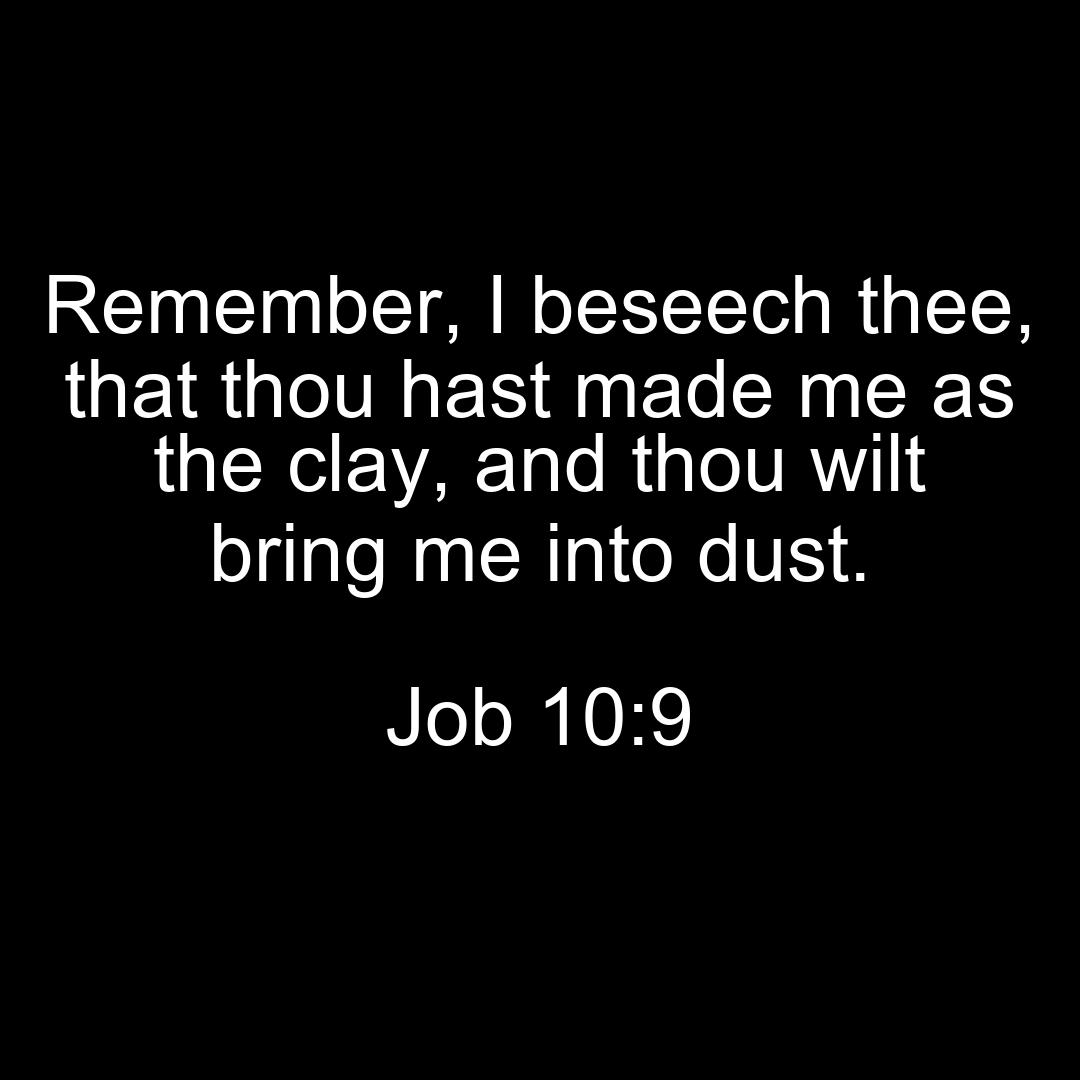 Remember, I beseech thee,
that thou hast made me as
the clay, and thou wilt
bring me into dust.
Job 10:9